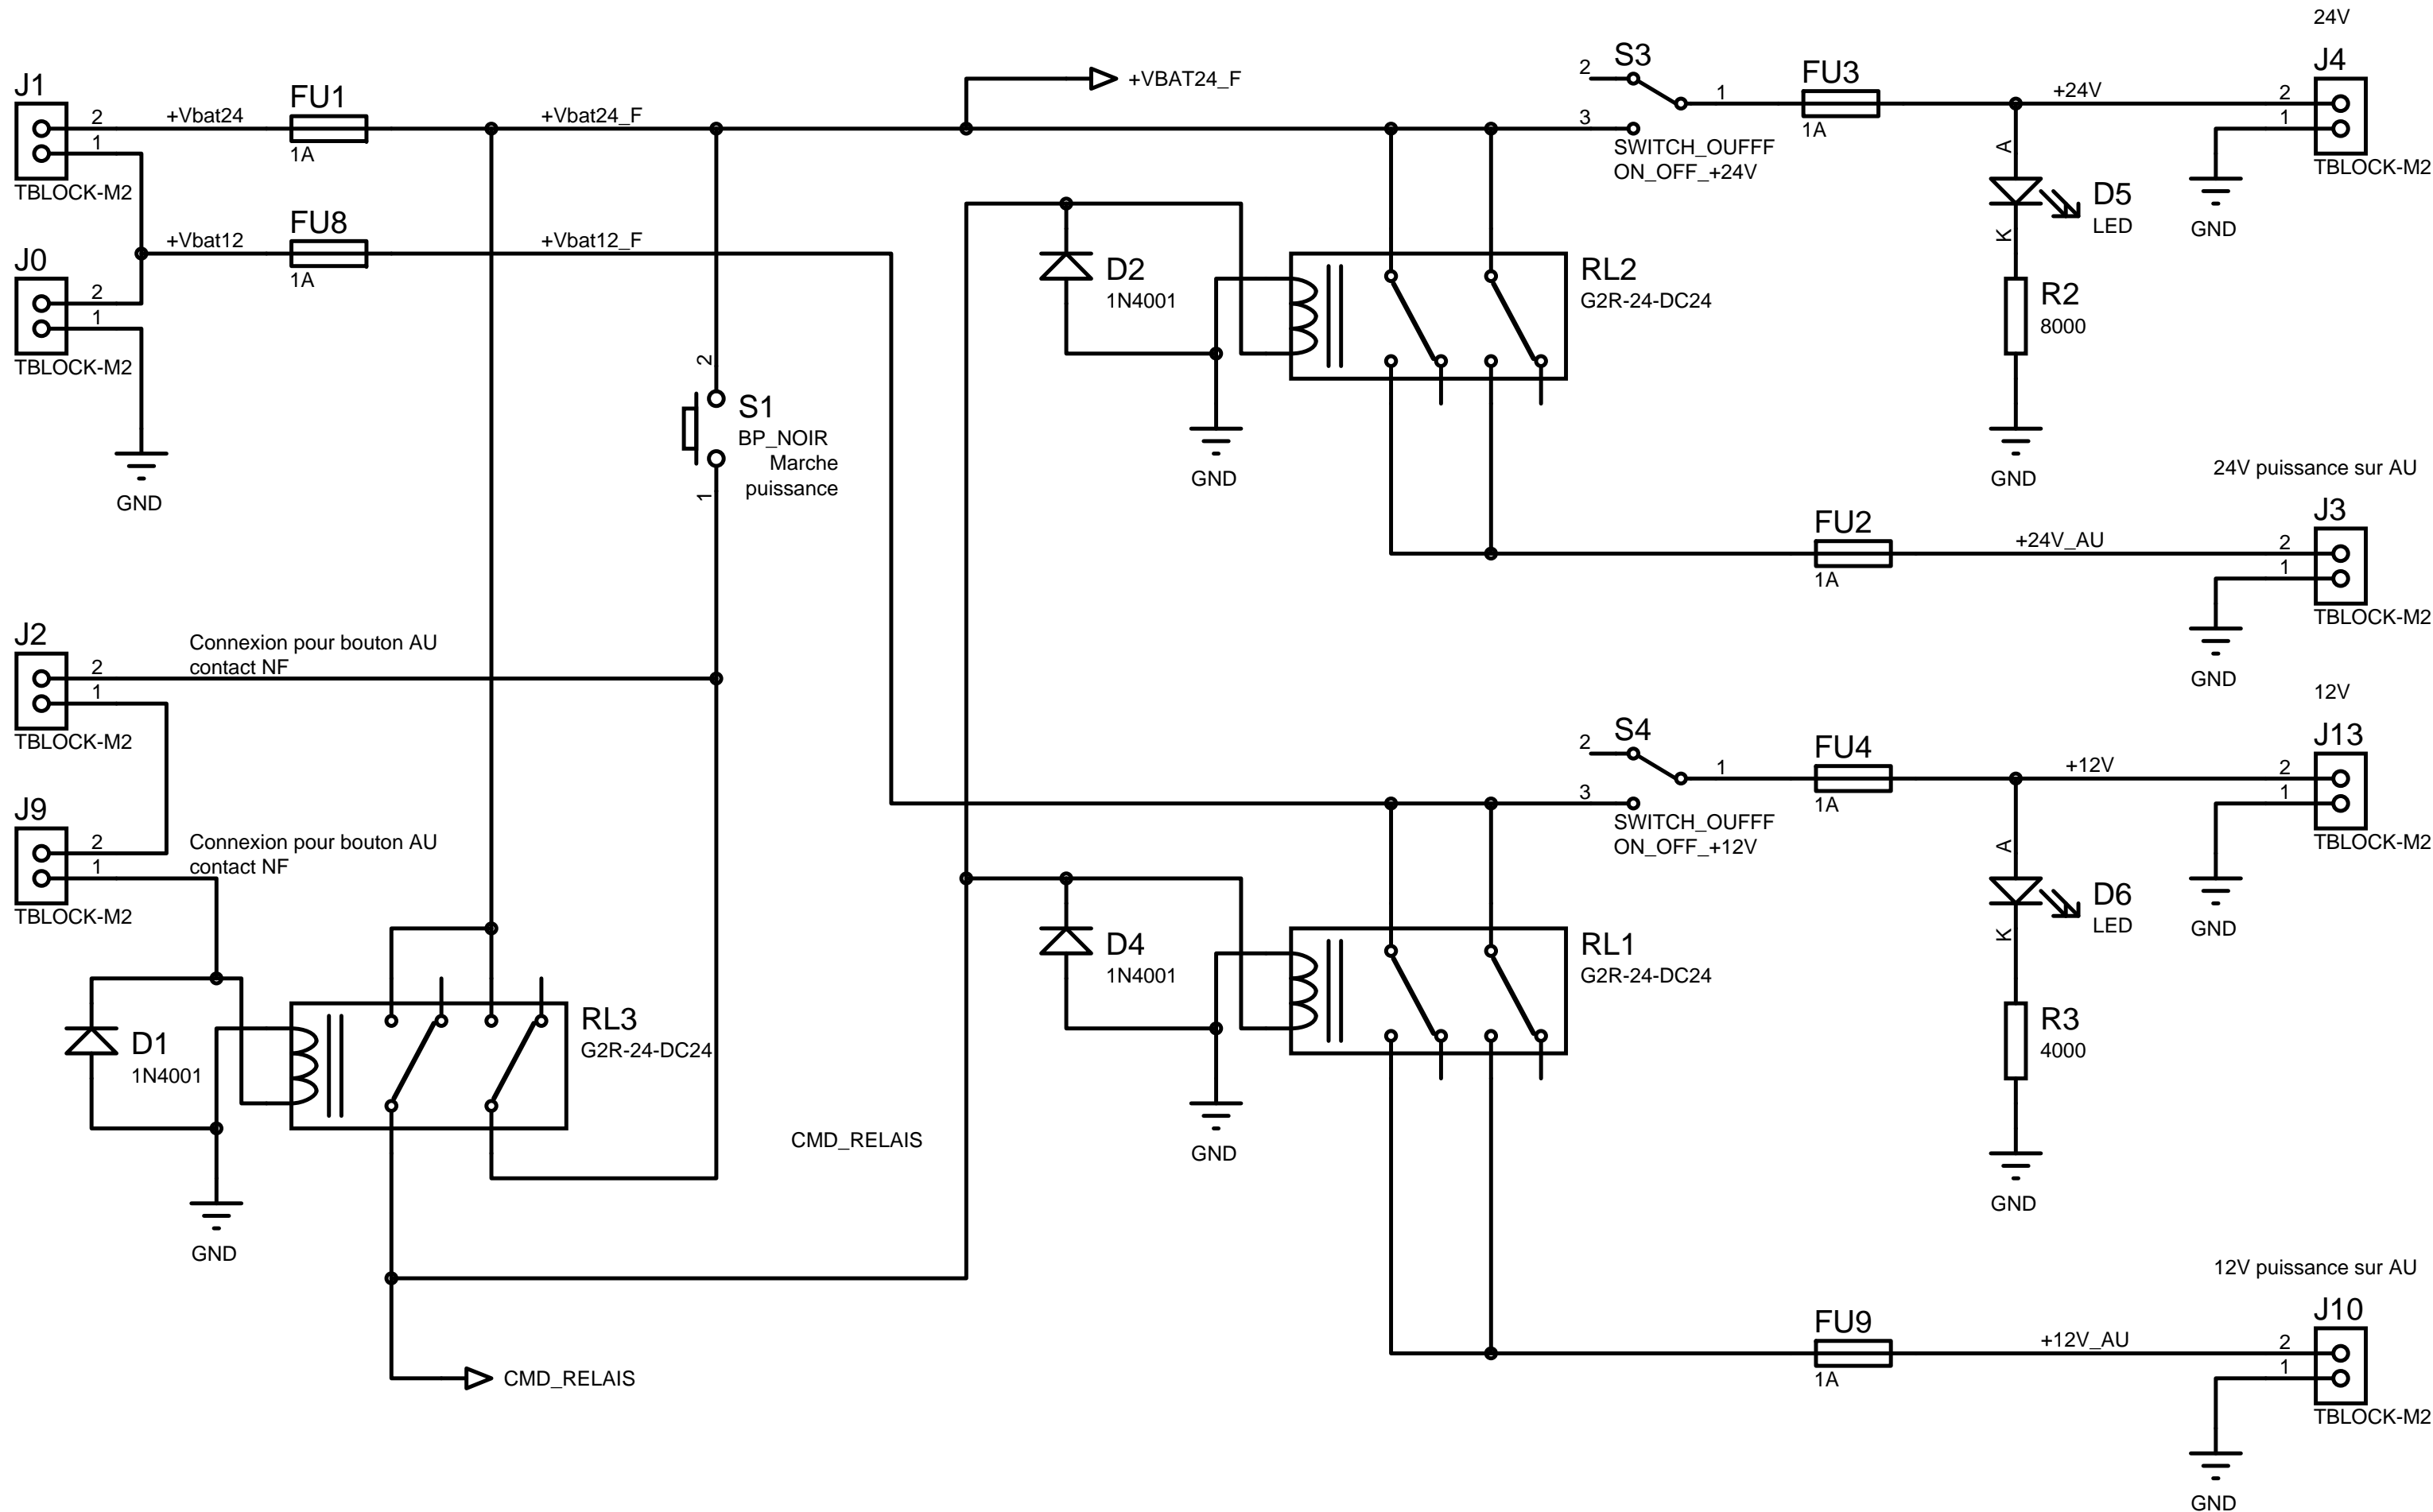 24V
J1
2
1
TBLOCK-M2
+Vbat24
FU1
1A
+Vbat24_F
+VBAT24_F
2
3
S3
1
SWITCH_OUFFF
ON_OFF_+24V
FU3
1A
+24V
J4
2
1
TBLOCK-M2
GND
A
K
D5
LED
R2
8000
GND
J0
2
1
TBLOCK-M2
GND
+Vbat12
FU8
1A
+Vbat12_F
D2
1N4001
GND
RL2
G2R-24-DC24
2
1
S1
BP_NOIR
Marche
puissance
24V puissance sur AU
FU2
1A
+24V_AU
J3
2
1
TBLOCK-M2
GND
J2
2
1
TBLOCK-M2
Connexion pour bouton AU
contact NF
12V
2
3
S4
1
SWITCH_OUFFF
ON_OFF_+12V
FU4
1A
+12V
J13
2
1
TBLOCK-M2
GND
J9
2
1
TBLOCK-M2
Connexion pour bouton AU
contact NF
A
K
D6
LED
R3
4000
GND
D4
1N4001
GND
RL1
G2R-24-DC24
D1
1N4001
GND
RL3
G2R-24-DC24
CMD_RELAIS
12V puissance sur AU
FU9
1A
+12V_AU
J10
2
1
TBLOCK-M2
GND
CMD_RELAIS